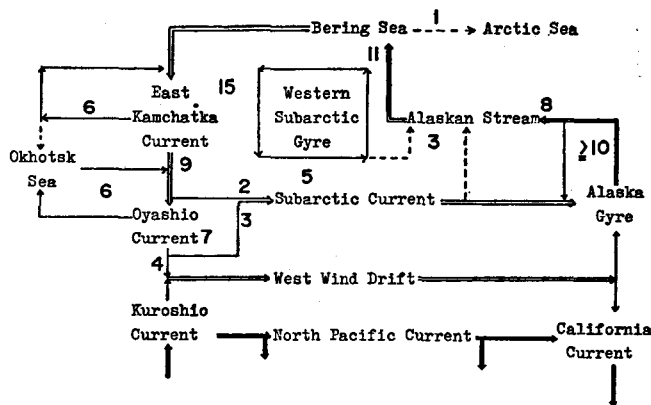 Bering Sea 1 Arctic Sea
11
East 15 Western 8
6 Kamchatka Subarctic Alaskan Stream
Current Gyre 3 ≥10
Okhotsk 9
Sea 6 5 Alaska
2 Subarctic Current Gyre
Oyashio 3
Current 7
4
West Wind Drift
Kuroshio
Current North Pacific Current California
Current